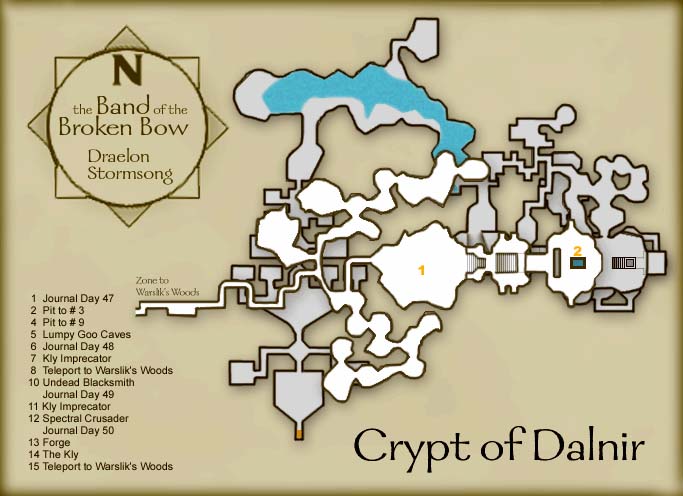 N
the Band of the
Broken Bow
Draelon
Stormsong
Zone to
Warslik's Woods
1
2
1 Journal Day 47
2 Pit to # 3
4 Pit to # 9
5 Lumpy Goo Caves
6 Journal Day 48
7 Kly Imprecator
8 Teleport to Warslik's Woods
10 Undead Blacksmith
Journal Day 49
11 Kly Imprecator
12 Spectral Crusader
Journal Day 50
13 Forge
14 The Kly
15 Teleport to Warslik's Woods
Crypt of Dalnir